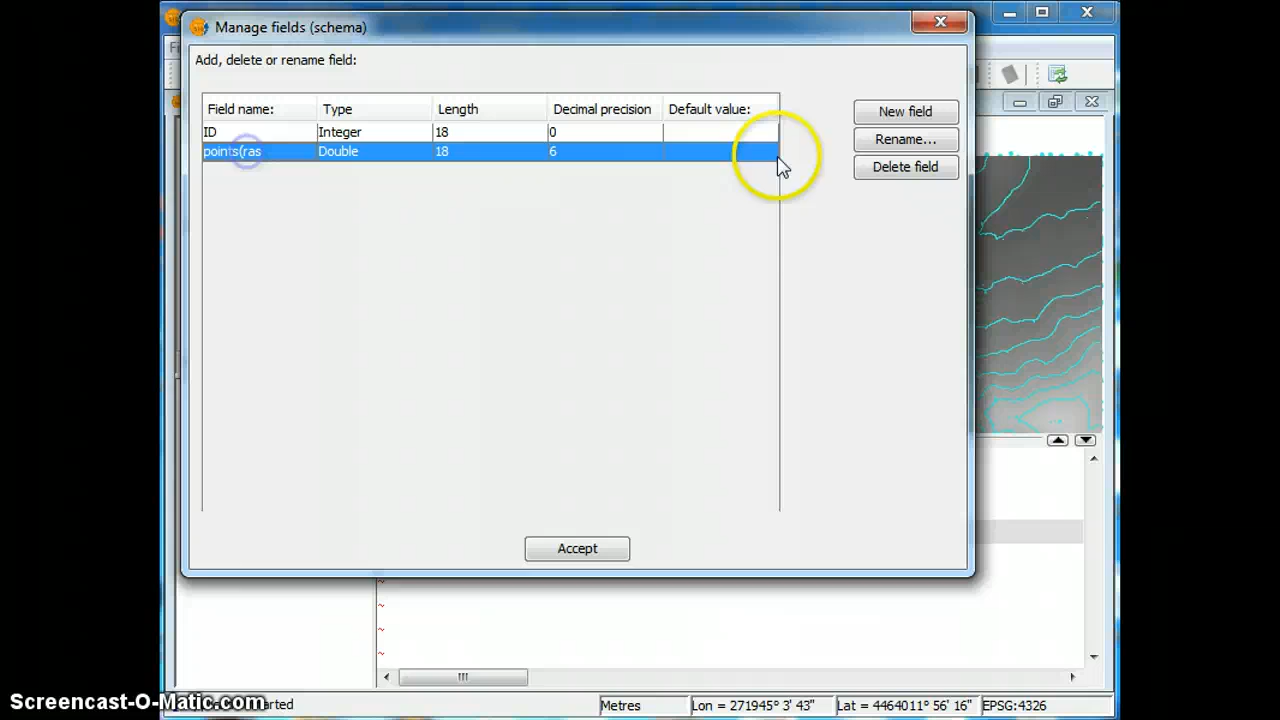 Manage fields (schema)
Add, delete or rename field:
Field name: Type Length Decimal precision Default value:
ID Integer 18 0
points(ras Double 18 6
New field
Rename...
Delete field
Accept
Metres Lon = 271945° 3' 43" Lat = 4464011° 56' 16" EPSG:4326
Screencast-O-Matic.com